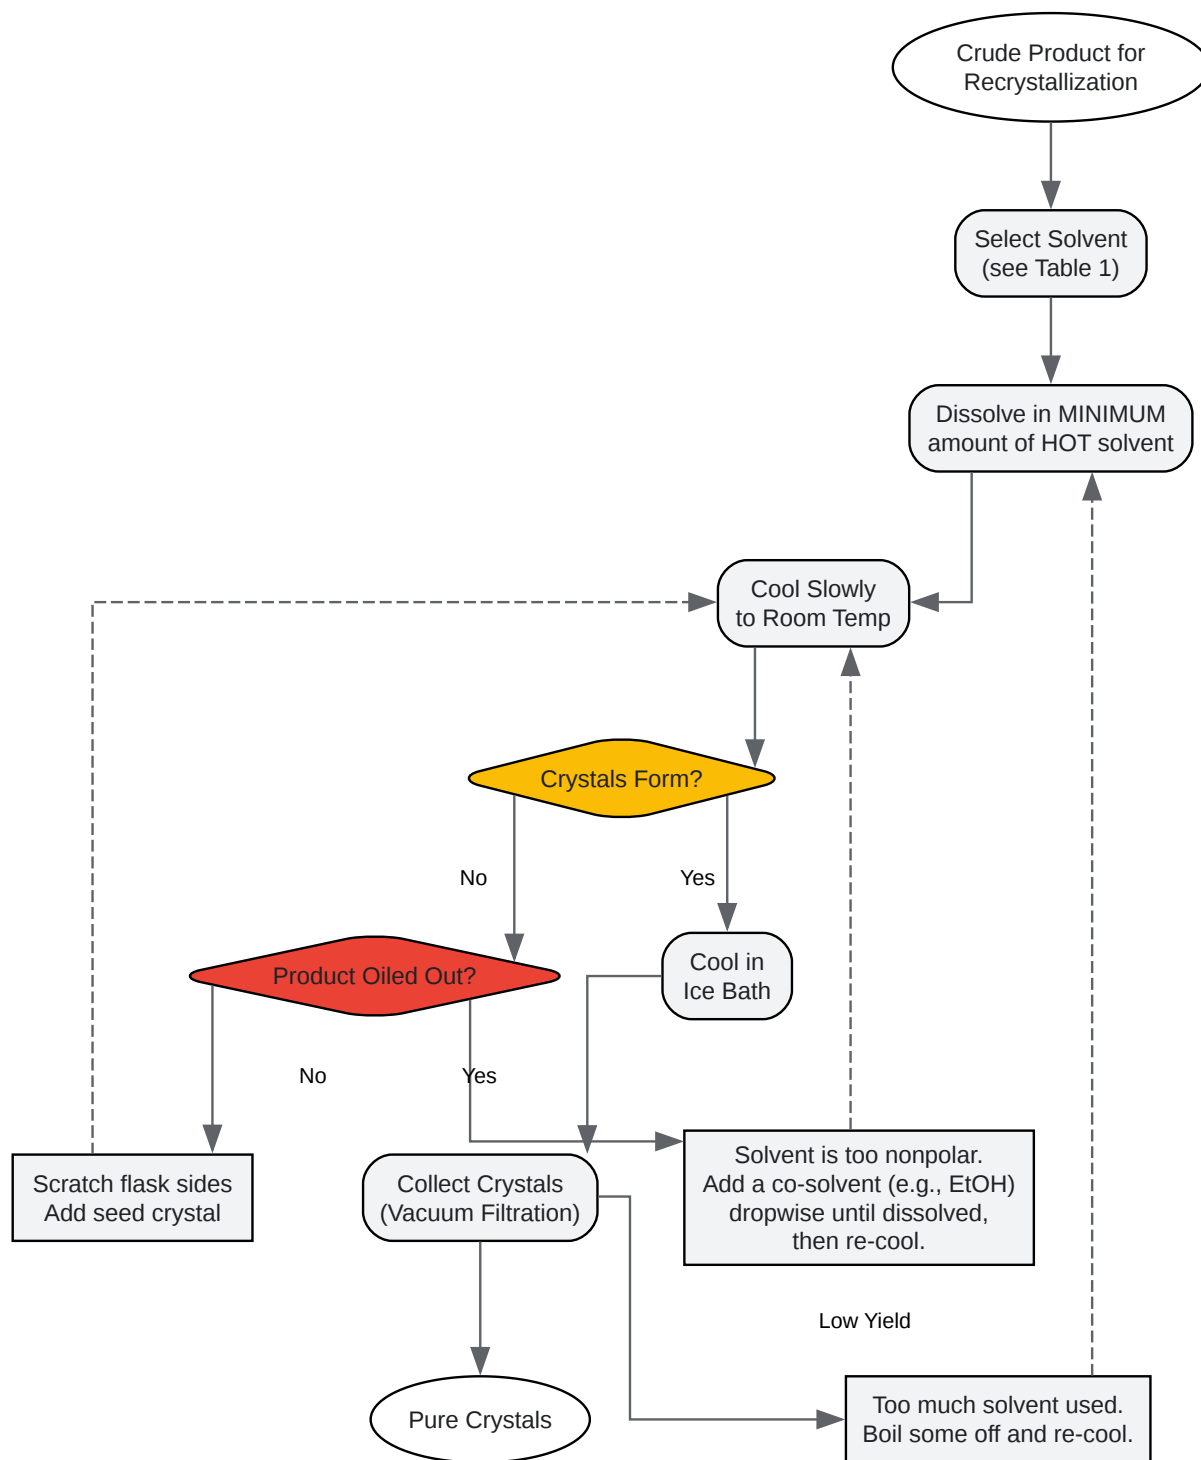 Crude Product for
Recrystallization
Select Solvent
(see Table 1)
Dissolve in MINIMUM
amount of HOT solvent
Cool Slowly
to Room Temp
Crystals Form?
No
Yes
Product Oiled Out?
Cool in
Ice Bath
No
Yes
Scratch flask sides
Add seed crystal
Collect Crystals
(Vacuum Filtration)
Solvent is too nonpolar.
Add a co-solvent (e.g., EtOH)
dropwise until dissolved,
then re-cool.
Low Yield
Pure Crystals
Too much solvent used.
Boil some off and re-cool.